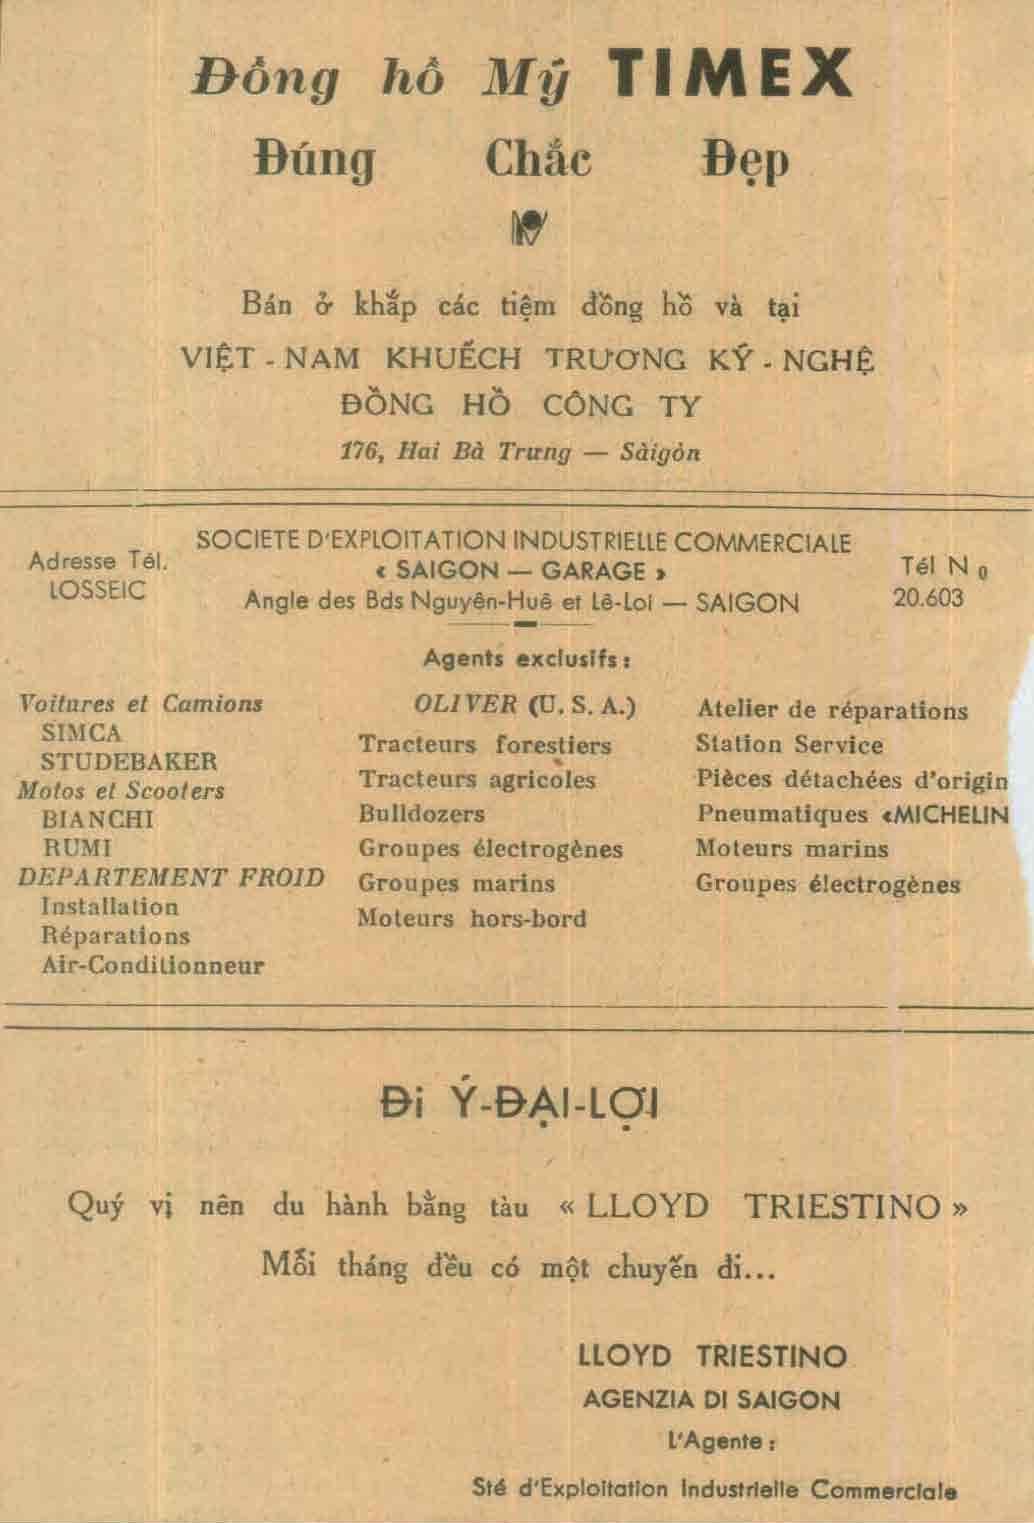 Đồng hồ Mỹ TIMEX
Đúng Chắc Đẹp
Bán ở khắp các tiệm đồng hồ và tại
VIỆT - NAM KHUẾCH TRƯƠNG KỸ - NGHỆ
ĐỒNG HỒ CÔNG TY
176, Hai Bà Trưng — Sàigòn
SOCIETE D'EXPLOITATION INDUSTRIELLE COMMERCIALE
« SAIGON — GARAGE »
Angle des Bds Nguyên-Huê et Lê-Loi — SAIGON
Adresse Tél.
LOSSEIC
Tél N 0
20.603
Agents exclusifs :
Voitures et Camions
SIMCA
STUDEBAKER
Motos et Scooters
BIANCHI
RUMI
DEPARTEMENT FROID
Installation
Réparations
Air-Conditionneur
OLIVER (U. S. A.)
Tracteurs forestiers
Tracteurs agricoles
Bulldozers
Groupes électrogènes
Groupes marins
Moteurs hors-bord
Atelier de réparations
Station Service
Pièces détachées d'origin
Pneumatiques «MICHELIN
Moteurs marins
Groupes électrogènes
Đi Ý-ĐẠI-LỢI
Quý vị nên du hành bằng tàu « LLOYD TRIESTINO »
Mỗi tháng đều có một chuyến đi...
LLOYD TRIESTINO
AGENZIA DI SAIGON
L'Agente :
Sté d'Exploitation Industrielle Commerciale